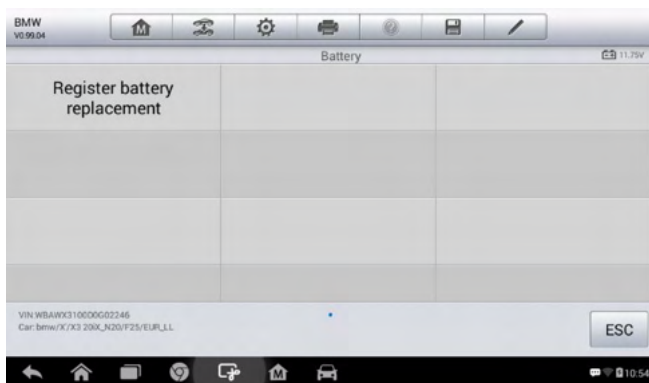 BMW
V0.99.04
M
?
Battery
11.75V
Register battery
replacement
VIN:WBAWX310000G02246
Car: bmw/X'/X3 20iX_N20/F25/EUR_LL
ESC
M
10:54